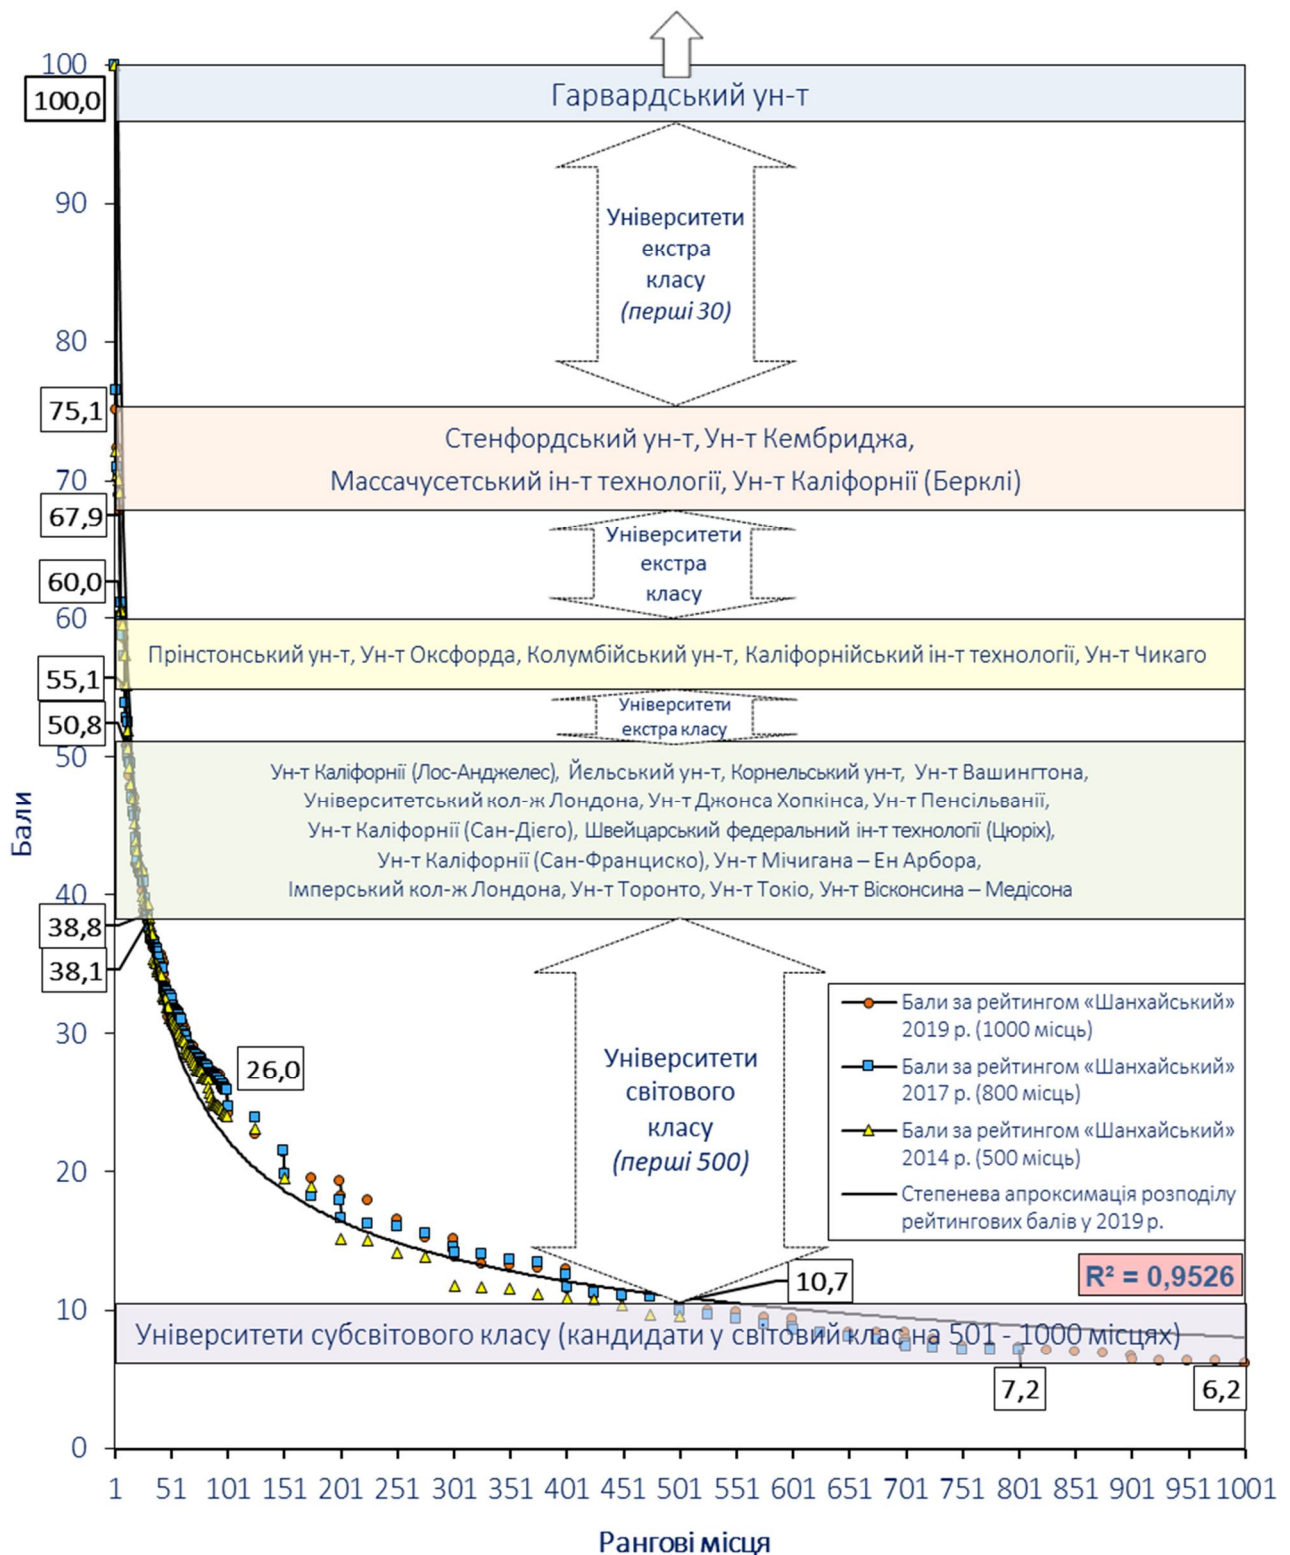 100
100,0
Гарвардський ун-т
90
Університети
екстра
класу
(перші 30)
80
75,1
Стенфордський ун-т, Ун-т Кембриджа,
Массачусетський ін-т технології, Ун-т Каліфорнії (Берклі)
70
67,9
Університети
екстра
класу
60,0
60
Прінстонський ун-т, Ун-т Оксфорда, Колумбійський ун-т, Каліфорнійський ін-т технології, Ун-т Чикаго
55,1
Університети
екстра класу
50,8
50
Ун-т Каліфорнії (Лос-Анджелес), Йєльський ун-т, Корнельський ун-т, Ун-т Вашингтона,
Університетський кол-ж Лондона, Ун-т Джонса Хопкінса, Ун-т Пенсільванії,
Ун-т Каліфорнії (Сан-Дієго), Швейцарський федеральний ін-т технології (Цюріх),
Ун-т Каліфорнії (Сан-Франциско), Ун-т Мічигана – Ен Арбора,
Імперський кол-ж Лондона, Ун-т Торонто, Ун-т Токіо, Ун-т Вісконсина – Медісона
Бали
40
38,8
38,1
30
26,0
Університети
світового
класу
(перші 500)
Бали за рейтингом «Шанхайський»
2019 р. (1000 місць)
Бали за рейтингом «Шанхайський»
2017 р. (800 місць)
Бали за рейтингом «Шанхайський»
2014 р. (500 місць)
Степенева апроксимація розподілу
рейтингових балів у 2019 р.
20
R² = 0,9526
10,7
10
Університети субсвітового класу (кандидати у світовий клас на 501 - 1000 місцях)
7,2
6,2
0
1 51 101 151 201 251 301 351 401 451 501 551 601 651 701 751 801 851 901 951 1001
Рангові місця